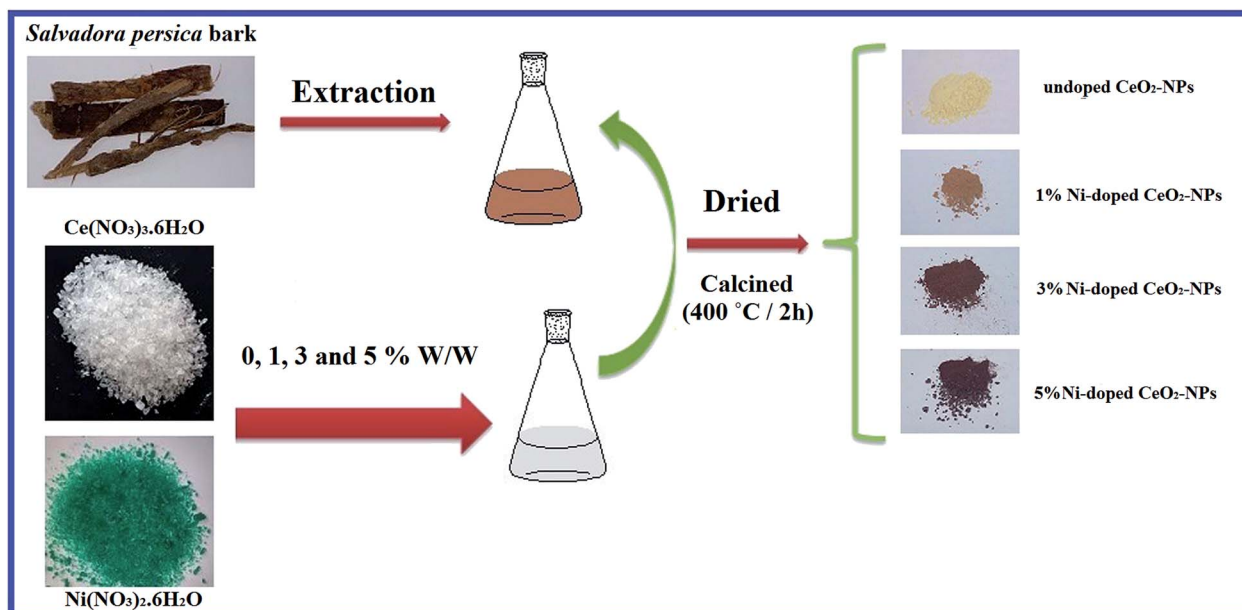 Salvadora persica bark
Extraction
Ce(NO₃)₃.6H₂O
0, 1, 3 and 5 % W/W
Ni(NO₃)₂.6H₂O
Dried
Calcined
(400 °C / 2h)
undoped CeO₂-NPs
1% Ni-doped CeO₂-NPs
3% Ni-doped CeO₂-NPs
5%Ni-doped CeO₂-NPs